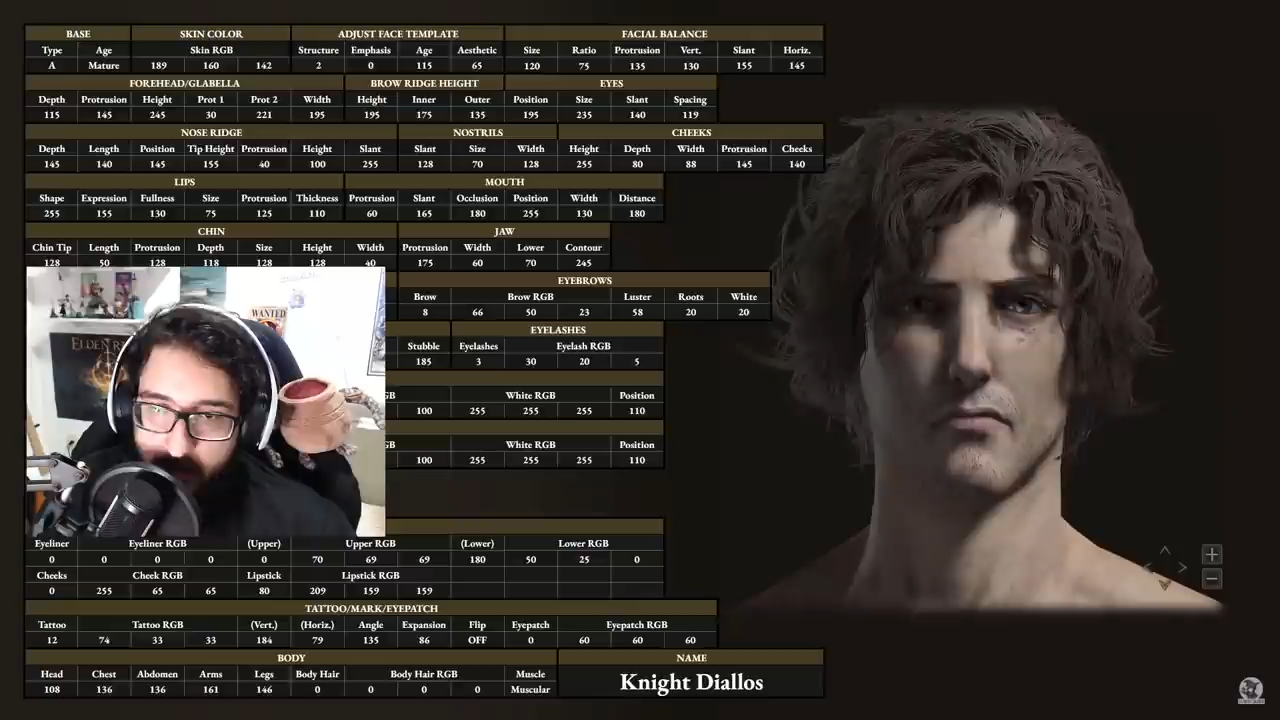 BASE SKIN COLOR ADJUST FACE TEMPLATE FACIAL BALANCE
Type Age Skin RGB Structure Emphasis Age Aesthetic Size Ratio Protrusion Vert. Slant Horiz.
A Mature 189 160 142 2 0 115 65 120 75 135 130 155 145
FOREHEAD/GLABELLA BROW RIDGE HEIGHT EYES
Depth Protrusion Height Prot 1 Prot 2 Width Height Inner Outer Position Size Slant Spacing
115 145 245 30 221 195 195 175 135 195 235 140 119
NOSE RIDGE NOSTRILS CHEEKS
Depth Length Position Tip Height Protrusion Height Slant Slant Size Width Height Depth Width Protrusion Cheeks
145 140 145 155 40 100 255 128 70 128 255 80 88 145 140
LIPS MOUTH
Shape Expression Fullness Size Protrusion Thickness Protrusion Slant Occlusion Position Width Distance
255 155 130 75 125 110 60 165 180 255 130 180
CHIN JAW
Chin Tip Length Protrusion Depth Size Height Width Protrusion Width Lower Contour
128 50 128 118 128 128 40 175 60 70 245
EYEBROWS
Brow Brow RGB Luster Roots White
8 66 50 23 58 20 20
WANTED
EYELASHES
ELDEN R
Stubble Eyelashes Eyelash RGB
185 3 30 20 5
GB White RGB Position
100 255 255 255 110
GB White RGB Position
100 255 255 255 110
Eyeliner Eyeliner RGB (Upper) Upper RGB (Lower) Lower RGB
0 0 0 0 0 70 69 69 180 50 25 0
Cheeks Cheek RGB Lipstick Lipstick RGB
0 255 65 65 80 209 159 159
TATTOO/MARK/EYEPATCH
Tattoo Tattoo RGB (Vert.) (Horiz.) Angle Expansion Flip Eyepatch Eyepatch RGB
12 74 33 33 184 79 135 86 OFF 0 60 60 60
BODY NAME
Head Chest Abdomen Arms Legs Body Hair Body Hair RGB Muscle
108 136 136 161 146 0 0 0 0 Muscular
Knight Diallos